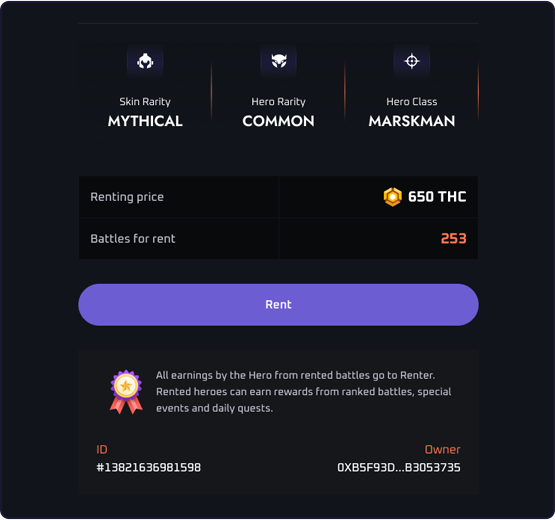 Skin Rarity
MYTHICAL
Hero Rarity
COMMON
Hero Class
MARSKMAN
Renting price
650 THC
Battles for rent
253
Rent
All earnings by the Hero from rented battles go to Renter.
Rented heroes can earn rewards from ranked battles, special
events and daily quests.
ID
#13821636981598
Owner
0XB5F93D...B3053735